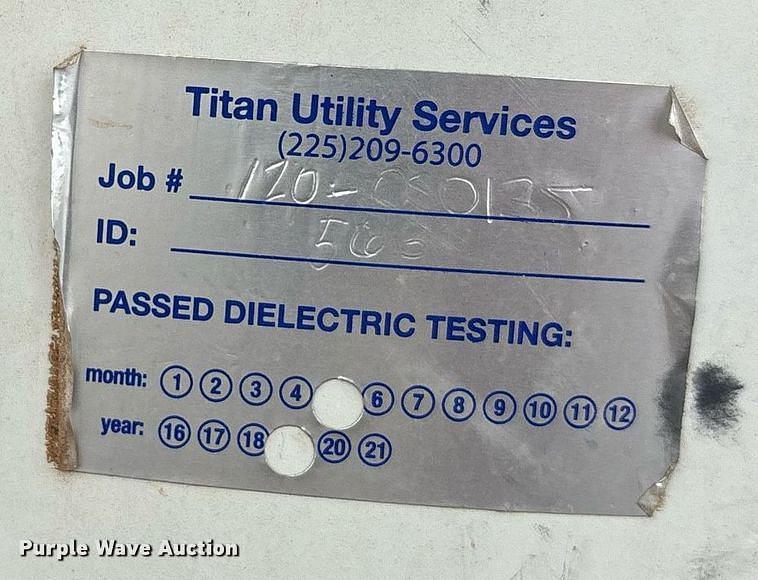 Titan Utility Services
(225)209-6300
Job # 120-
ID:
PASSED DIELECTRIC TESTING:
month: 1 2 3 4 6 7 8 9 10 11 12
year: 16 17 18 20 21
Purple Wave Auction